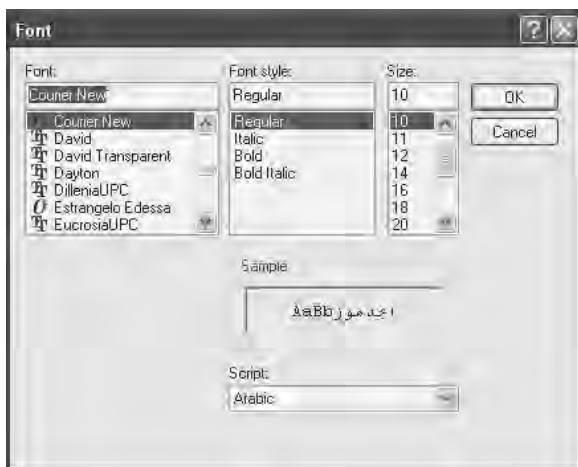 Font
Font: Font style: Size:
Courier New Regular 10 OK
Courier New Regular 10 Cancel
David Italic 11
David Transparent Bold 12
Dayton Bold Italic 14
DilleniaUPC 16
Estrangelo Edessa 18
EucrosiaUPC 20
Sample
AaBbابجدهوز
Script:
Arabic